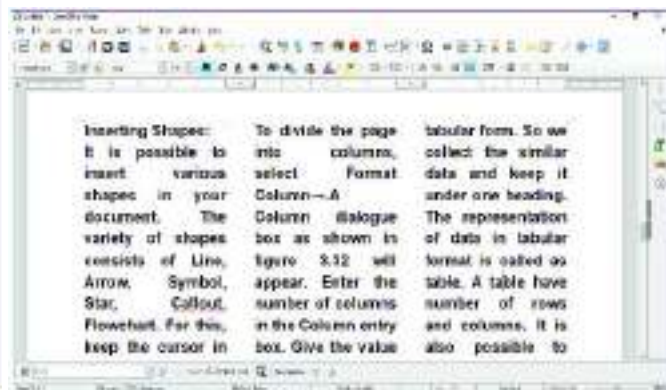 Inserting Shapes:
It is possible to
insert various
shapes in your
document. The
variety of shapes
consists of Line,
Arrow, Symbol,
Star, Callout,
Flowchart. For this,
keep the cursor in
To divide the page
into columns,
select Format
Column→A
Column dialogue
box as shown in
figure 3.12 will
appear. Enter the
number of columns
in the Column entry
box. Give the value
tabular form. So we
collect the similar
data and keep it
under one heading.
The representation
of data in tabular
format is called as
table. A table have
number of rows
and columns. It is
also possible to